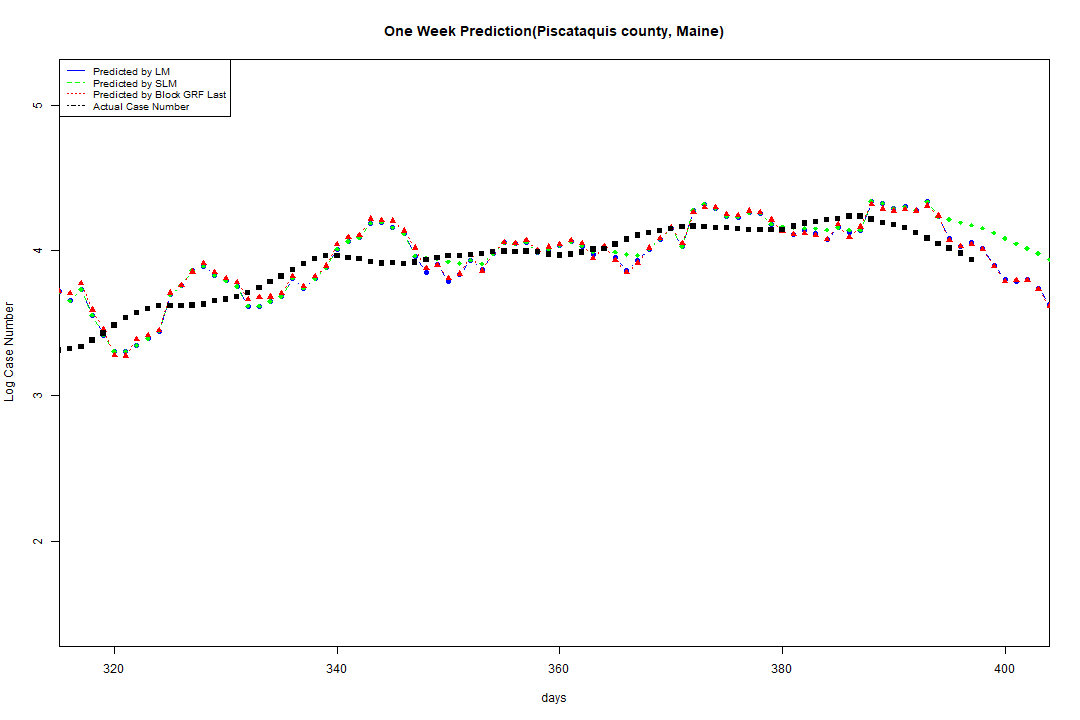 One Week Prediction(Piscataquis county, Maine)
Predicted by LM
Predicted by SLM
Predicted by Block GRF Last
Actual Case Number
5
4
3
2
Log Case Number
320 340 360 380 400
days